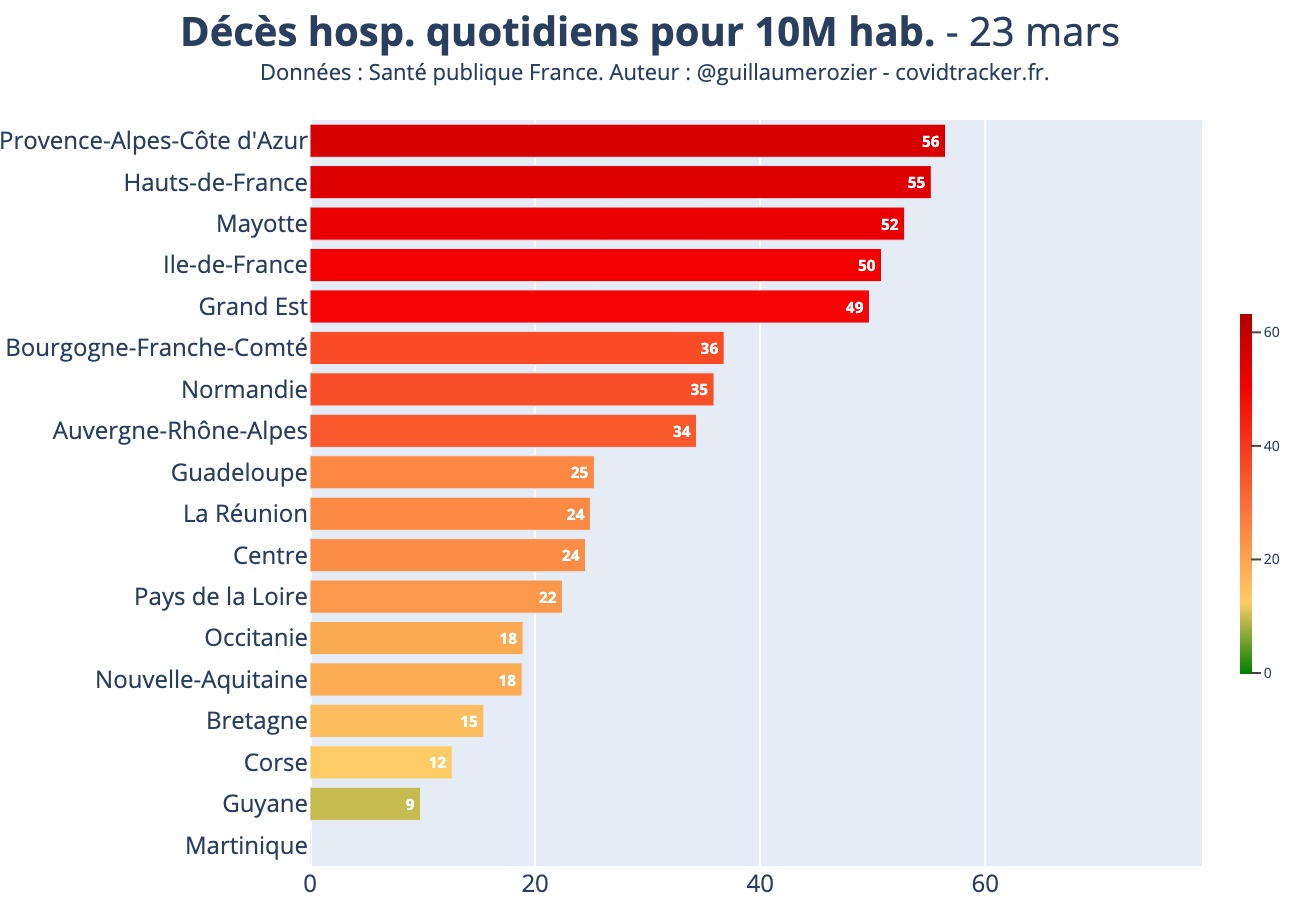 Décès hosp. quotidiens pour 10M hab. - 23 mars
Données : Santé publique France. Auteur : @guillaumerozier - covidtracker.fr.
Provence-Alpes-Côte d'Azur 56
Hauts-de-France 55
Mayotte 52
Ile-de-France 50
Grand Est 49
Bourgogne-Franche-Comté 36
Normandie 35
Auvergne-Rhône-Alpes 34
Guadeloupe 25
La Réunion 24
Centre 24
Pays de la Loire 22
Occitanie 18
Nouvelle-Aquitaine 18
Bretagne 15
Corse 12
Guyane 9
Martinique
0 20 40 60
60
40
20
0